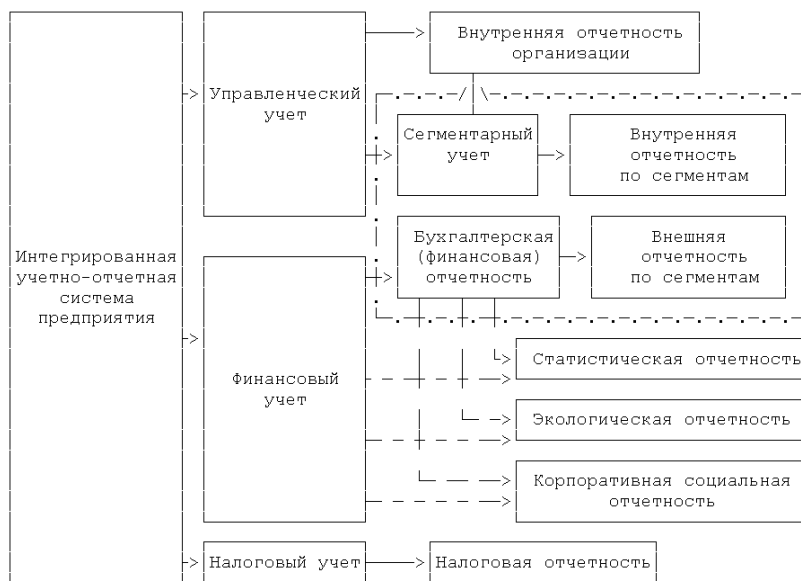 Внутренняя отчетность
организации
Управленческий
учет
Сегментарный
учет
Внутренняя
отчетность
по сегментам
Интегрированная
учетно-отчетная
система
предприятия
Бухгалтерская
(финансовая)
отчетность
Внешняя
отчетность
по сегментам
Финансовый
учет
Статистическая отчетность
Экологическая отчетность
Корпоративная социальная
отчетность
Налоговый учет
Налоговая отчетность